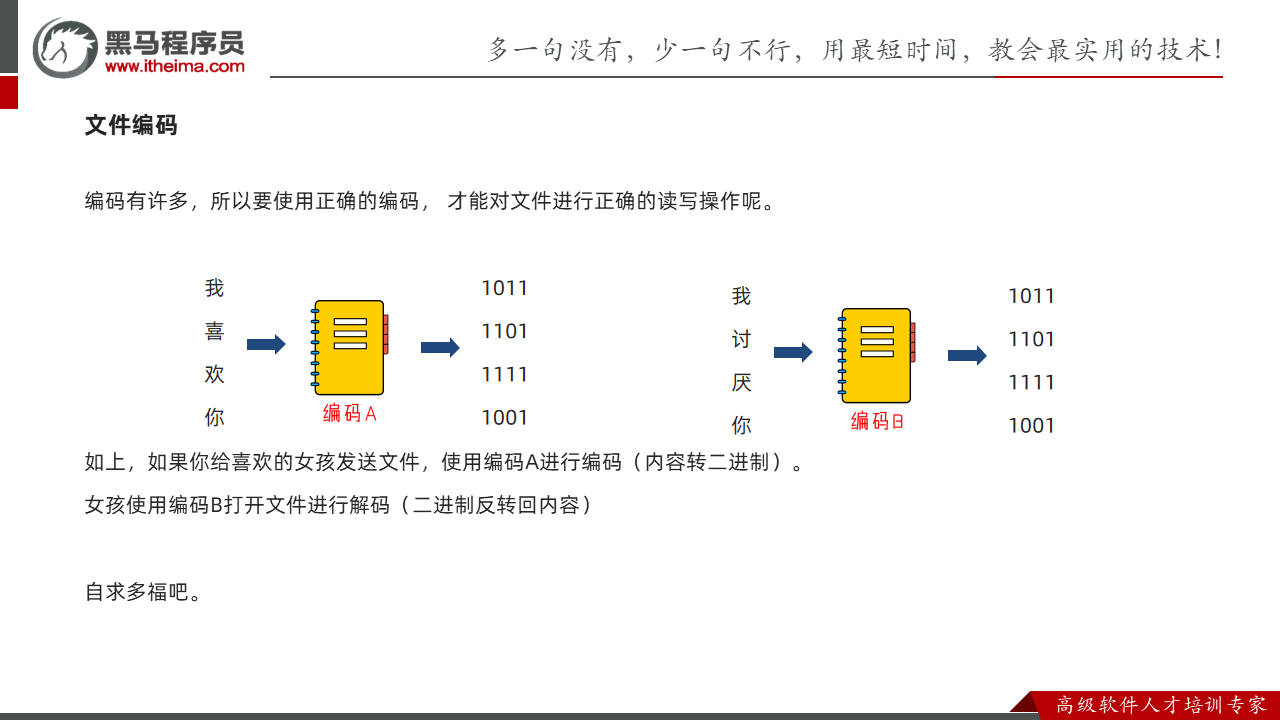 黑马程序员
www.itheima.com
多一句没有，少一句不行，用最短时间，教会最实用的技术！
文件编码
编码有许多，所以要使用正确的编码， 才能对文件进行正确的读写操作呢。
我
喜
欢
你
编码A
1011
1101
1111
1001
我
讨
厌
你
编码B
1011
1101
1111
1001
如上，如果你给喜欢的女孩发送文件，使用编码A进行编码（内容转二进制）。
女孩使用编码B打开文件进行解码（二进制反转回内容）
自求多福吧。
高级软件人才培训专家